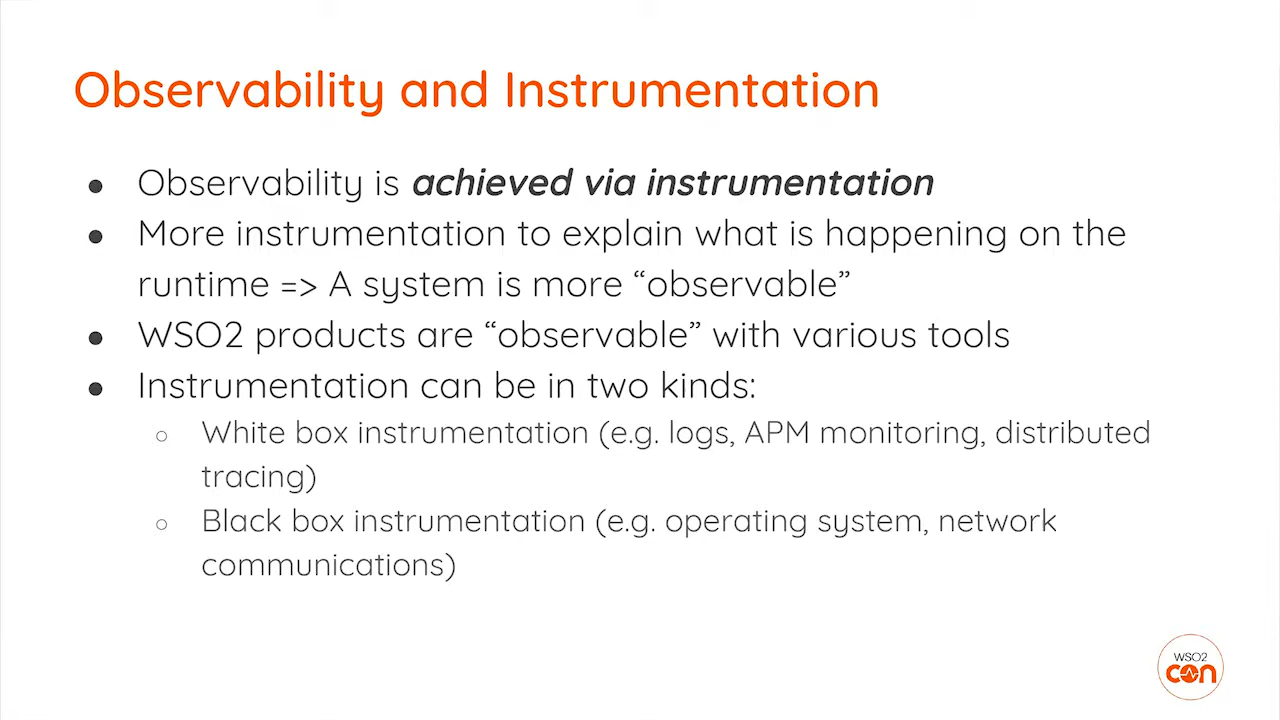 Observability and Instrumentation
● Observability is achieved via instrumentation
● More instrumentation to explain what is happening on the
runtime => A system is more “observable”
● WSO2 products are “observable” with various tools
● Instrumentation can be in two kinds:
○ White box instrumentation (e.g. logs, APM monitoring, distributed
tracing)
○ Black box instrumentation (e.g. operating system, network
communications)
WSO2
con